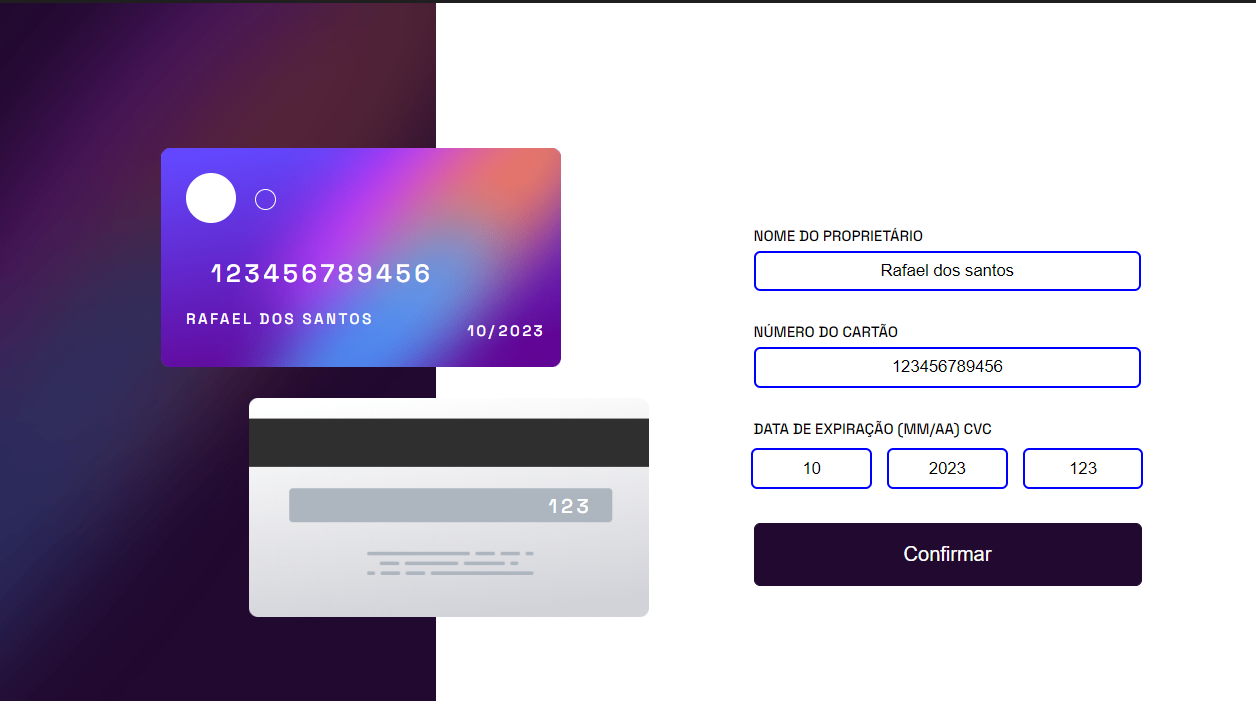 123456789456
RAFAEL DOS SANTOS
10/2023
123
NOME DO PROPRIETÁRIO
Rafael dos santos
NÚMERO DO CARTÃO
123456789456
DATA DE EXPIRAÇÃO (MM/AA) CVC
10 2023 123
Confirmar